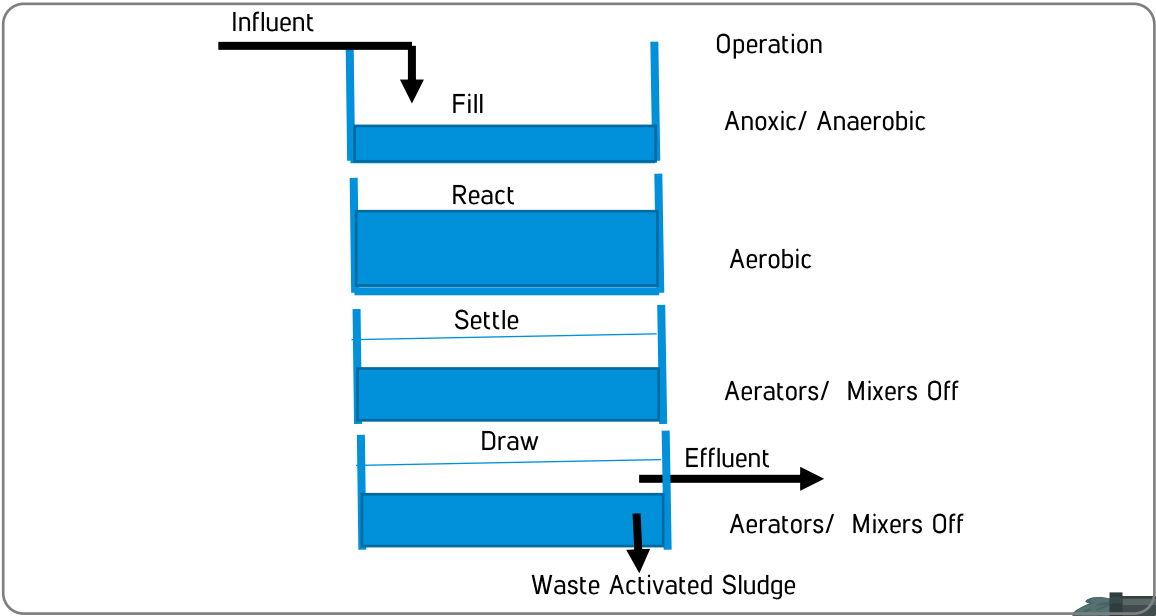 Influent
Operation
Fill
Anoxic/ Anaerobic
React
Aerobic
Settle
Aerators/ Mixers Off
Draw
Effluent
Aerators/ Mixers Off
Waste Activated Sludge